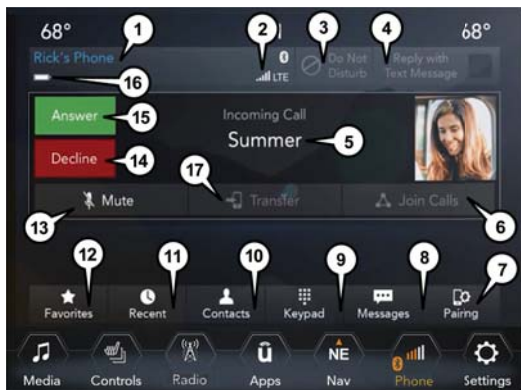 68° 68°
1 2 3 4
Rick's Phone
LTE
Do Not
Disturb
Reply with
Text Message
16
Answer
15
Incoming Call
Summer
5
Decline
14
17
Mute
Transfer
Join Calls
13
6
12 11 10 9 8 7
Favorites Recent Contacts Keypad Messages Pairing
û NE
Media Controls Radio Apps Nav Phone Settings